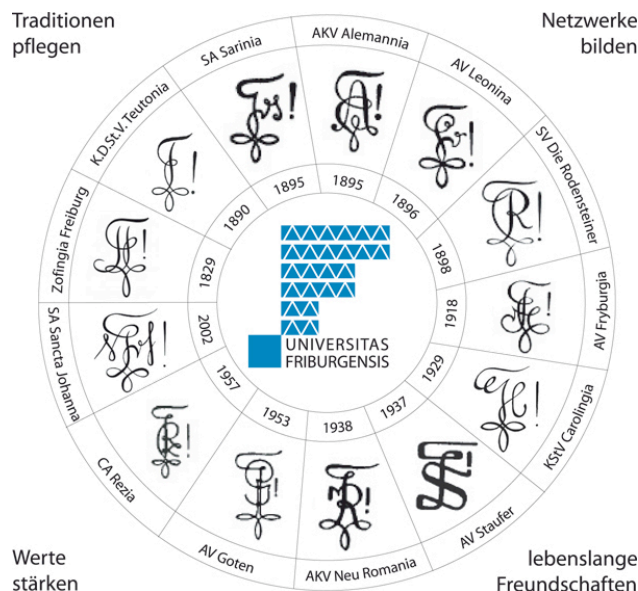 Traditionen
pflegen
Netzwerke
bilden
AKV Alemannia
AV Leonina
SV Die Rodensteiner
AV Fryburgia
KStV Carolingia
AV Staufer
AKV Neu Romania
AV Goten
CA Rezia
SA Sancta Johanna
Zofingia Freiburg
K.D.St.V. Teutonia
SA Sarinia
1895
1896
1898
1918
1929
1937
1938
1953
1957
2002
1829
1890
1895
UNIVERSITAS
FRIBURGENSIS
Werte
stärken
lebenslange
Freundschaften